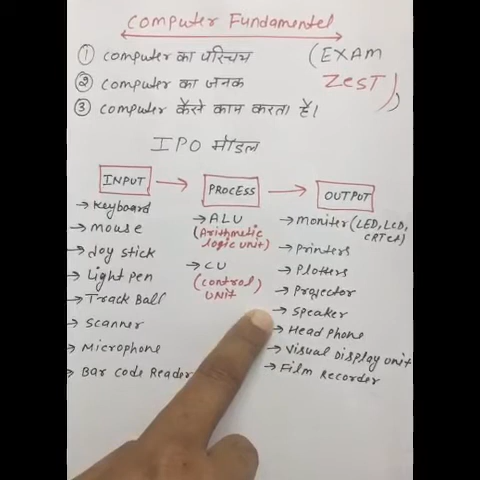 Computer Fundamentel
① Computer का परिचय
(EXAM ZEST)
② Computer का जनक
③ Computer कैसे काम करता है।
IPO मॉडल
INPUT → PROCESS → OUTPUT
→ Keyboard
→ Mouse
→ Joy stick
→ Light Pen
→ Track Ball
→ Scanner
→ Microphone
→ Bar Code Reader
→ ALU
(Arithmetic
logic unit)
→ CU
(control)
UNIT
→ Moniter (LED, LCD,
CRT etc)
→ Printers
→ Plotters
→ Projector
→ Speaker
→ Head Phone
→ Visual Display Unit
→ Film Recorder